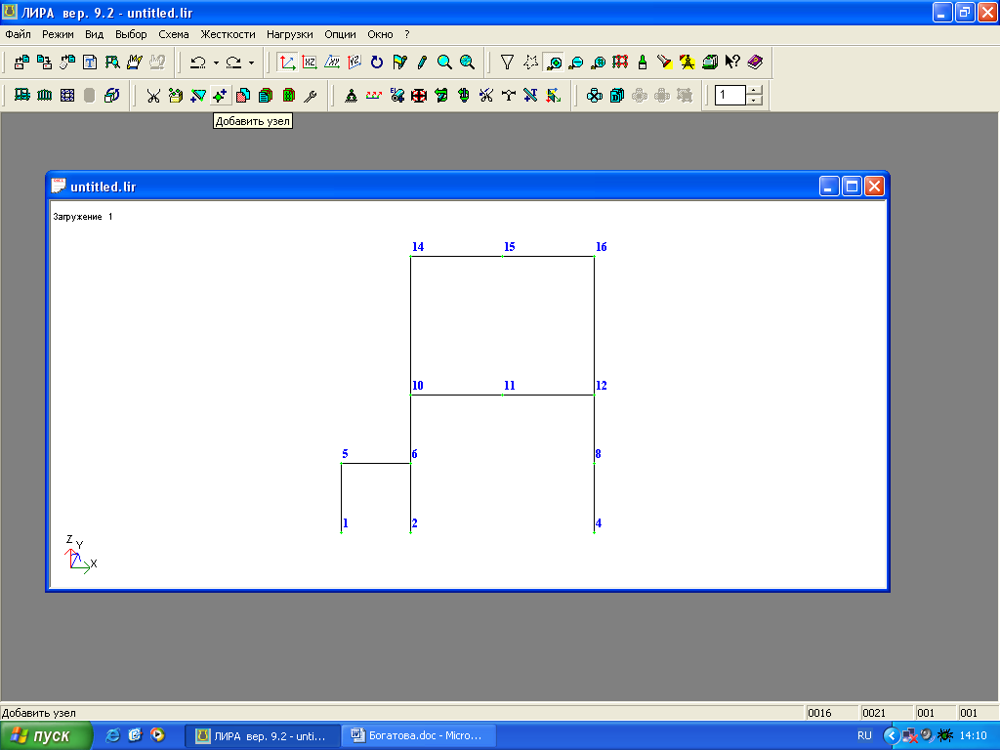 ЛИРА вер. 9.2 - untitled.lir
Файл Режим Вид Выбор Схема Жесткости Нагрузки Опции Окно ?
1
Добавить узел
untitled.lir
Загружение 1
14 15 16
10 11 12
5 6 8
1 2 4
Z
Y
X
Добавить узел 0016 0021 001 001
пуск ЛИРА вер. 9.2 - unti... Богатова.doc - Micro... RU 14:10